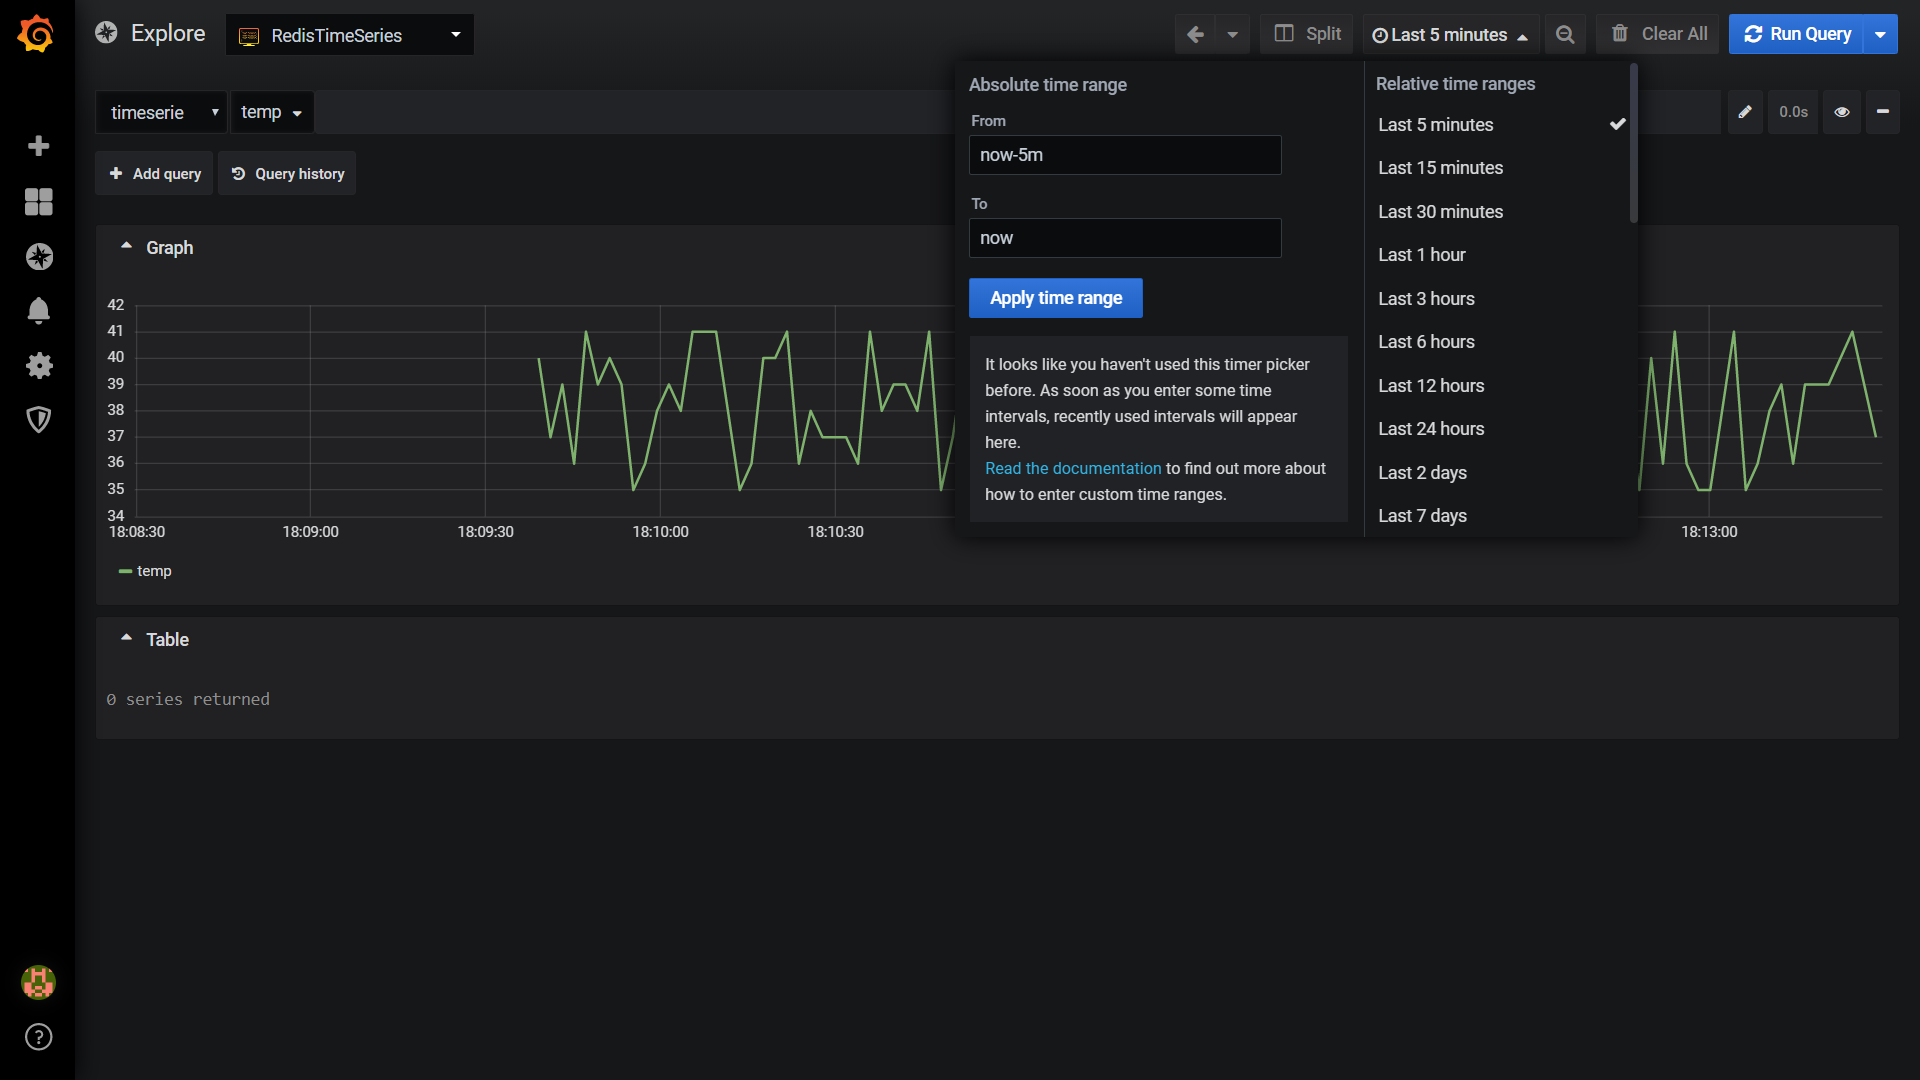 Explore
RedisTimeSeries
Split
Last 5 minutes
Clear All
Run Query
timeserie
temp
0.0s
Add query
Query history
Absolute time range
From
now-5m
To
now
Apply time range
It looks like you haven't used this timer picker
before. As soon as you enter some time
intervals, recently used intervals will appear
here.
Read the documentation to find out more about
how to enter custom time ranges.
Relative time ranges
Last 5 minutes
Last 15 minutes
Last 30 minutes
Last 1 hour
Last 3 hours
Last 6 hours
Last 12 hours
Last 24 hours
Last 2 days
Last 7 days
Graph
42
41
40
39
38
37
36
35
34
18:08:30
18:09:00
18:09:30
18:10:00
18:10:30
18:13:00
temp
Table
0 series returned
?